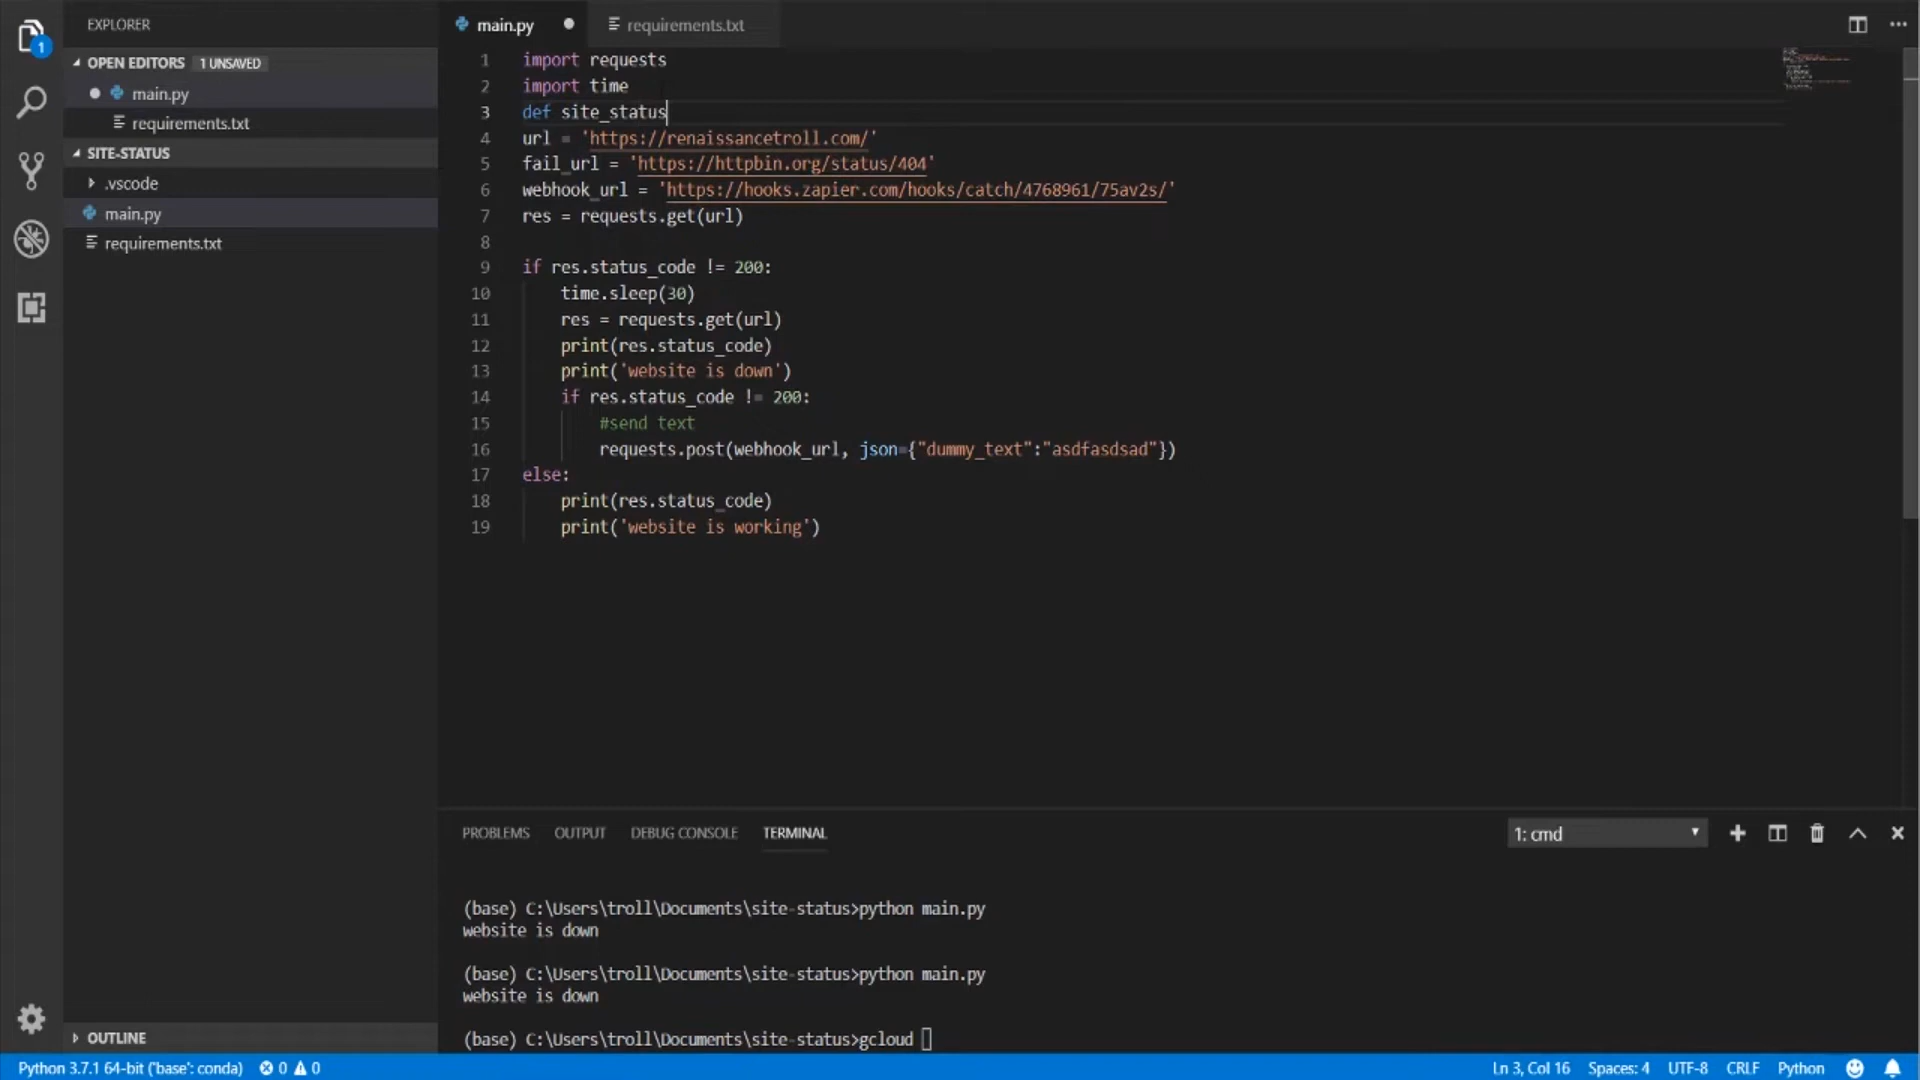 EXPLORER
main.py
requirements.txt
1
OPEN EDITORS 1 UNSAVED
main.py
requirements.txt
SITE-STATUS
.vscode
main.py
requirements.txt
OUTLINE
1 import requests
2 import time
3 def site_status
4 url = 'https://renaissancetroll.com/'
5 fail_url = 'https://httpbin.org/status/404'
6 webhook_url = 'https://hooks.zapier.com/hooks/catch/4768961/75av2s/'
7 res = requests.get(url)
8
9 if res.status_code != 200:
10 time.sleep(30)
11 res = requests.get(url)
12 print(res.status_code)
13 print('website is down')
14 if res.status_code != 200:
15 #send text
16 requests.post(webhook_url, json={"dummy_text":"asdfasdsad"})
17 else:
18 print(res.status_code)
19 print('website is working')
PROBLEMS OUTPUT DEBUG CONSOLE TERMINAL
1: cmd
(base) C:\Users\troll\Documents\site-status>python main.py
website is down
(base) C:\Users\troll\Documents\site-status>python main.py
website is down
(base) C:\Users\troll\Documents\site-status>gcloud
Python 3.7.1 64-bit ('base': conda) 0 0
Ln 3, Col 16 Spaces: 4 UTF-8 CRLF Python